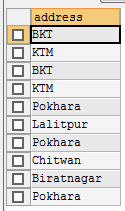 address
BKT
KTM
BKT
KTM
Pokhara
Lalitpur
Pokhara
Chitwan
Biratnagar
Pokhara